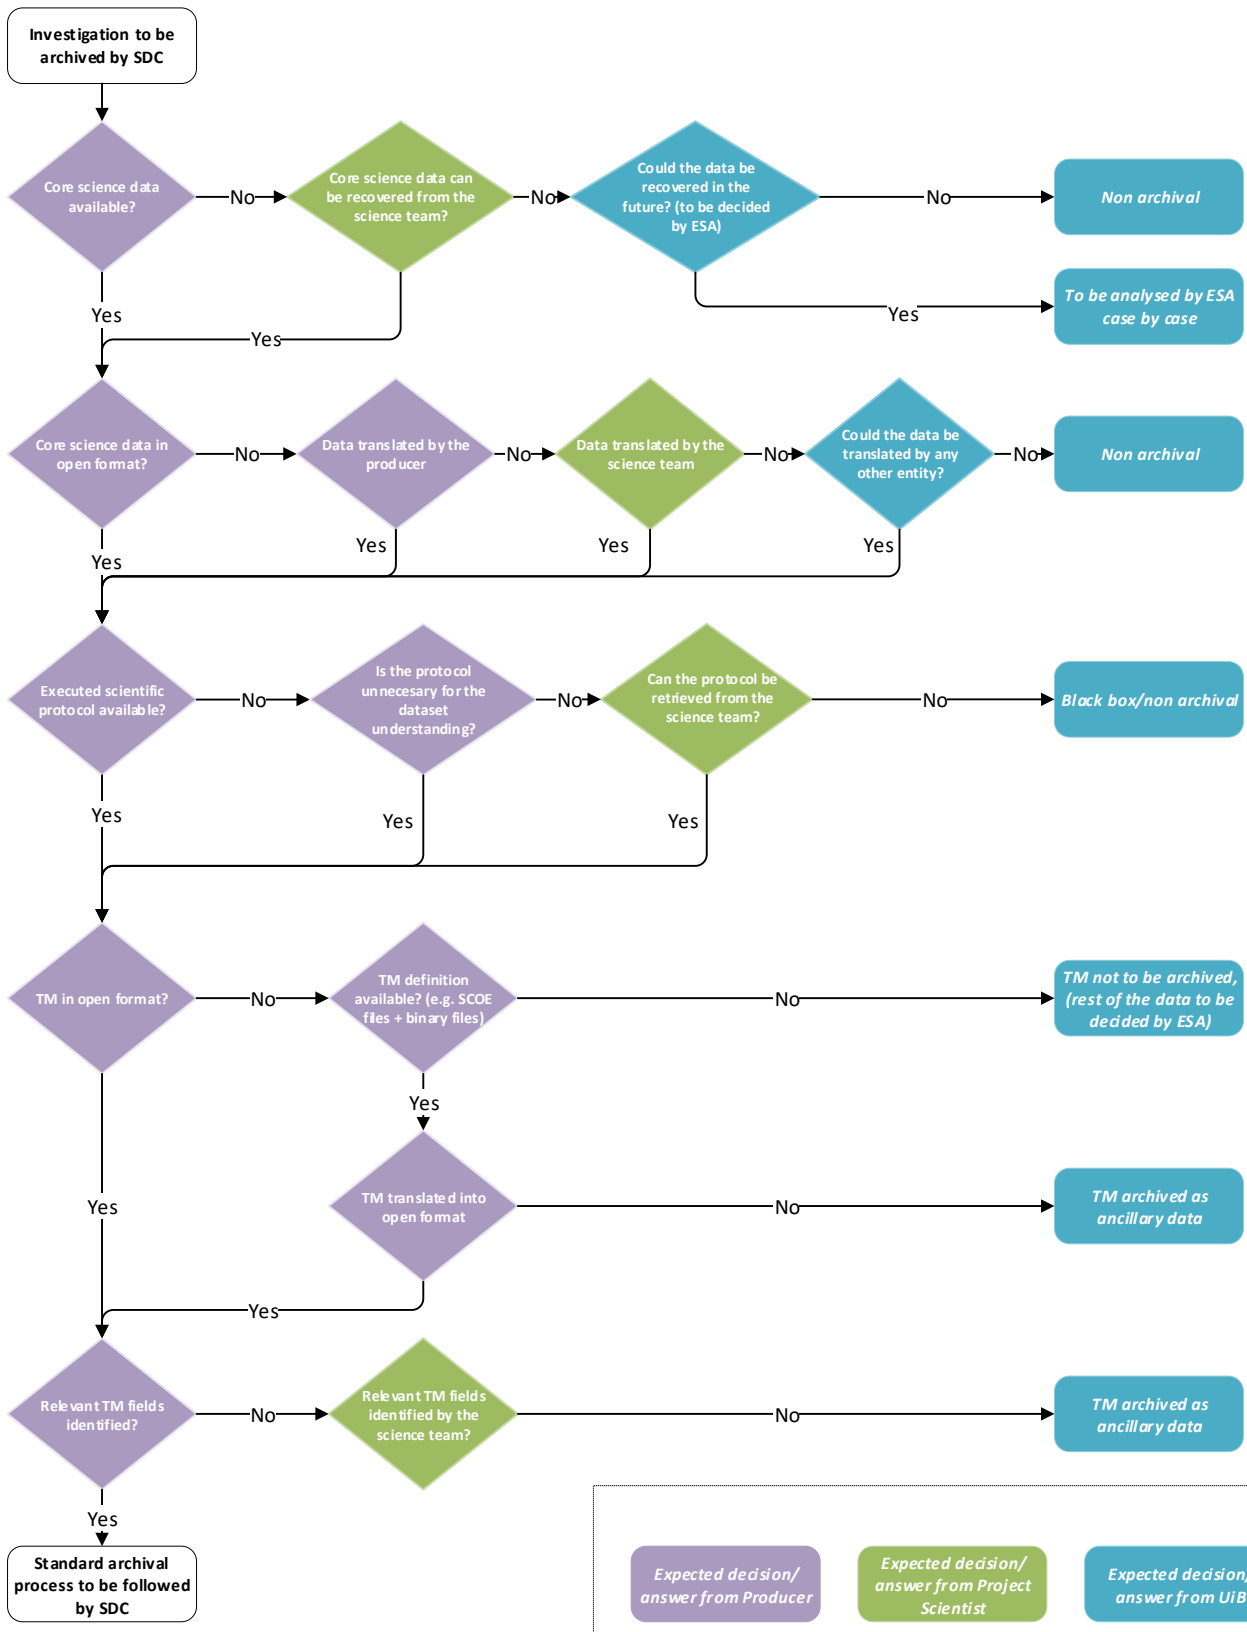 Investigation to be
archived by SDC
Core science data
available?
No
Core science data can
be recovered from the
science team?
No
Could the data be
recovered in the
future? (to be decided
by ESA)
No
Non archival
Yes
To be analysed by ESA
case by case
Yes
Yes
Core science data in
open format?
No
Data translated by the
producer
No
Data translated by the
science team
No
Could the data be
translated by any
other entity?
No
Non archival
Yes
Yes
Yes
Yes
Executed scientific
protocol available?
No
Is the protocol
unnecesary for the
dataset
understanding?
No
Can the protocol be
retrieved from the
science team?
No
Black box/non archival
Yes
Yes
Yes
TM in open format?
No
TM definition
available? (e.g. SCOE
files + binary files)
No
TM not to be archived,
(rest of the data to be
decided by ESA)
Yes
Yes
TM translated into
open format
No
TM archived as
ancillary data
Yes
Relevant TM fields
identified?
No
Relevant TM fields
identified by the
science team?
No
TM archived as
ancillary data
Yes
Standard archival
process to be followed
by SDC
Expected decision/
answer from Producer
Expected decision/
answer from Project
Scientist
Expected decision/
answer from UiB